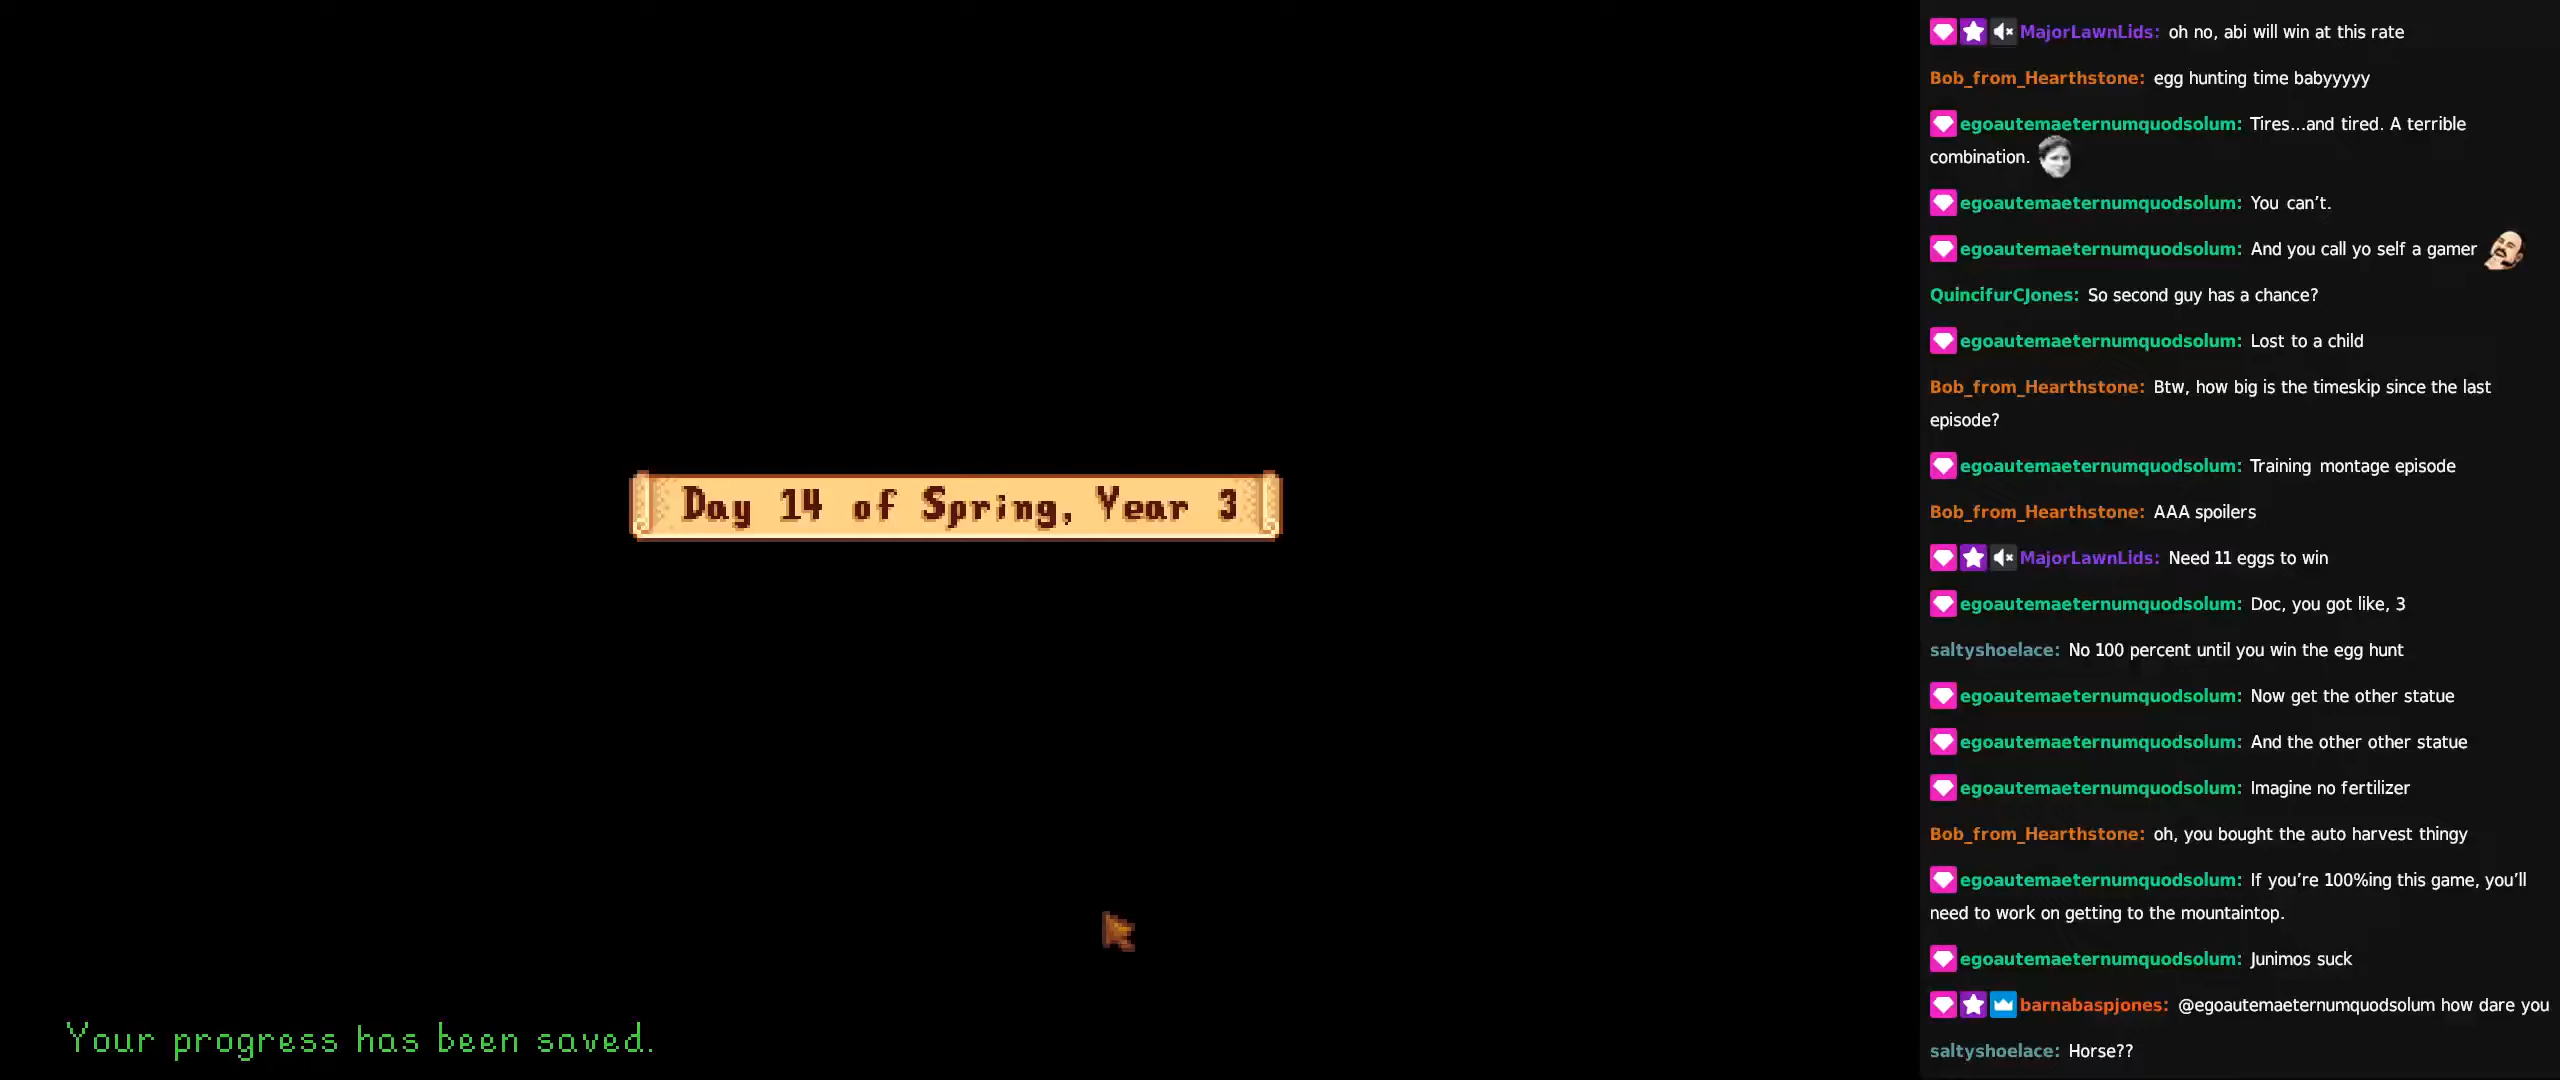 Day 14 of Spring, Year 3
Your progress has been saved.
MajorLawnLids: oh no, abi will win at this rate
Bob_from_Hearthstone: egg hunting time babyyyyy
egoautemaeternumquodsolum: Tires...and tired. A terrible
combination.
egoautemaeternumquodsolum: You can’t.
egoautemaeternumquodsolum: And you call yo self a gamer
QuincifurCJones: So second guy has a chance?
egoautemaeternumquodsolum: Lost to a child
Bob_from_Hearthstone: Btw, how big is the timeskip since the last
episode?
egoautemaeternumquodsolum: Training montage episode
Bob_from_Hearthstone: AAA spoilers
MajorLawnLids: Need 11 eggs to win
egoautemaeternumquodsolum: Doc, you got like, 3
saltyshoelace: No 100 percent until you win the egg hunt
egoautemaeternumquodsolum: Now get the other statue
egoautemaeternumquodsolum: And the other other statue
egoautemaeternumquodsolum: Imagine no fertilizer
Bob_from_Hearthstone: oh, you bought the auto harvest thingy
egoautemaeternumquodsolum: If you’re 100%ing this game, you’ll
need to work on getting to the mountaintop.
egoautemaeternumquodsolum: Junimos suck
barnabaspjones: @egoautemaeternumquodsolum how dare you
saltyshoelace: Horse??